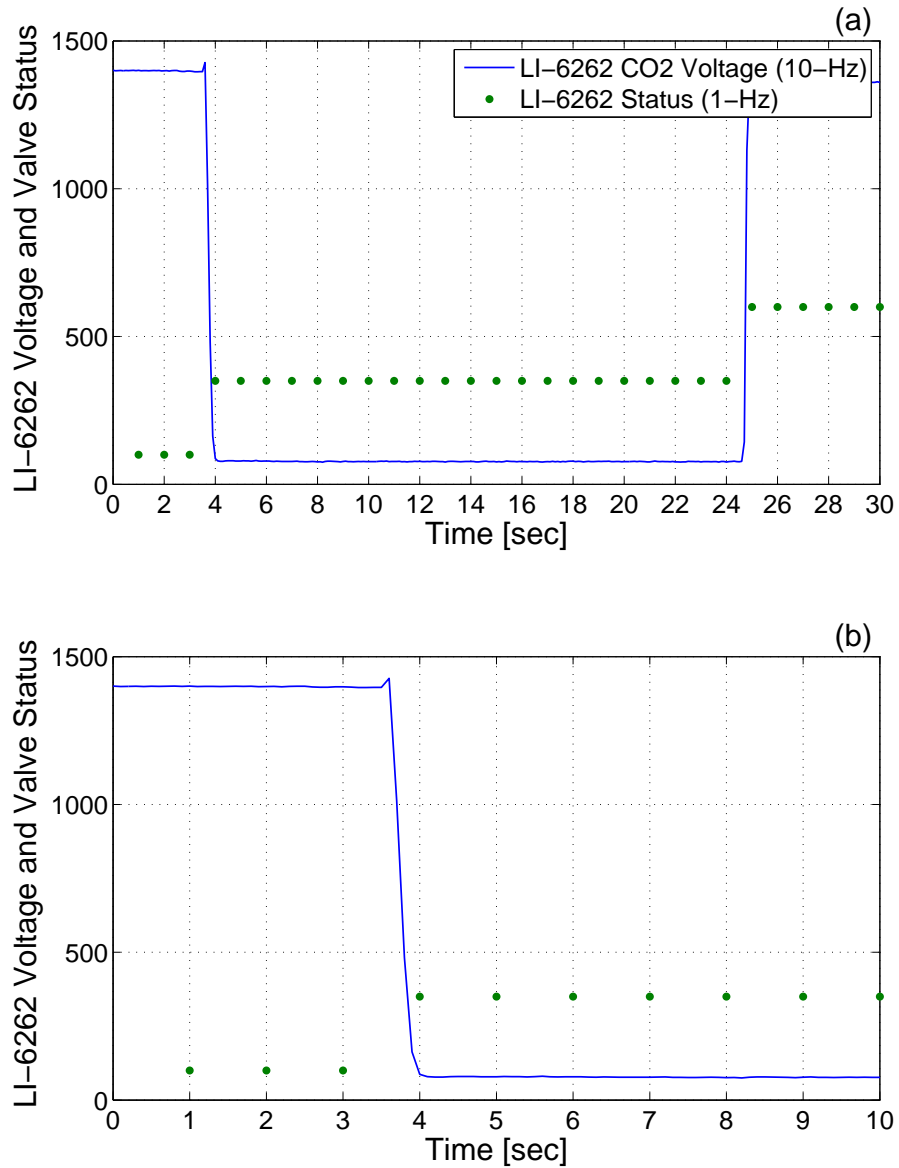 (a)
LI−6262 Voltage and Valve Status
1500
1000
500
0
LI−6262 CO2 Voltage (10−Hz)
LI−6262 Status (1−Hz)
0 2 4 6 8 10 12 14 16 18 20 22 24 26 28 30
Time [sec]
(b)
LI−6262 Voltage and Valve Status
1500
1000
500
0
0 1 2 3 4 5 6 7 8 9 10
Time [sec]